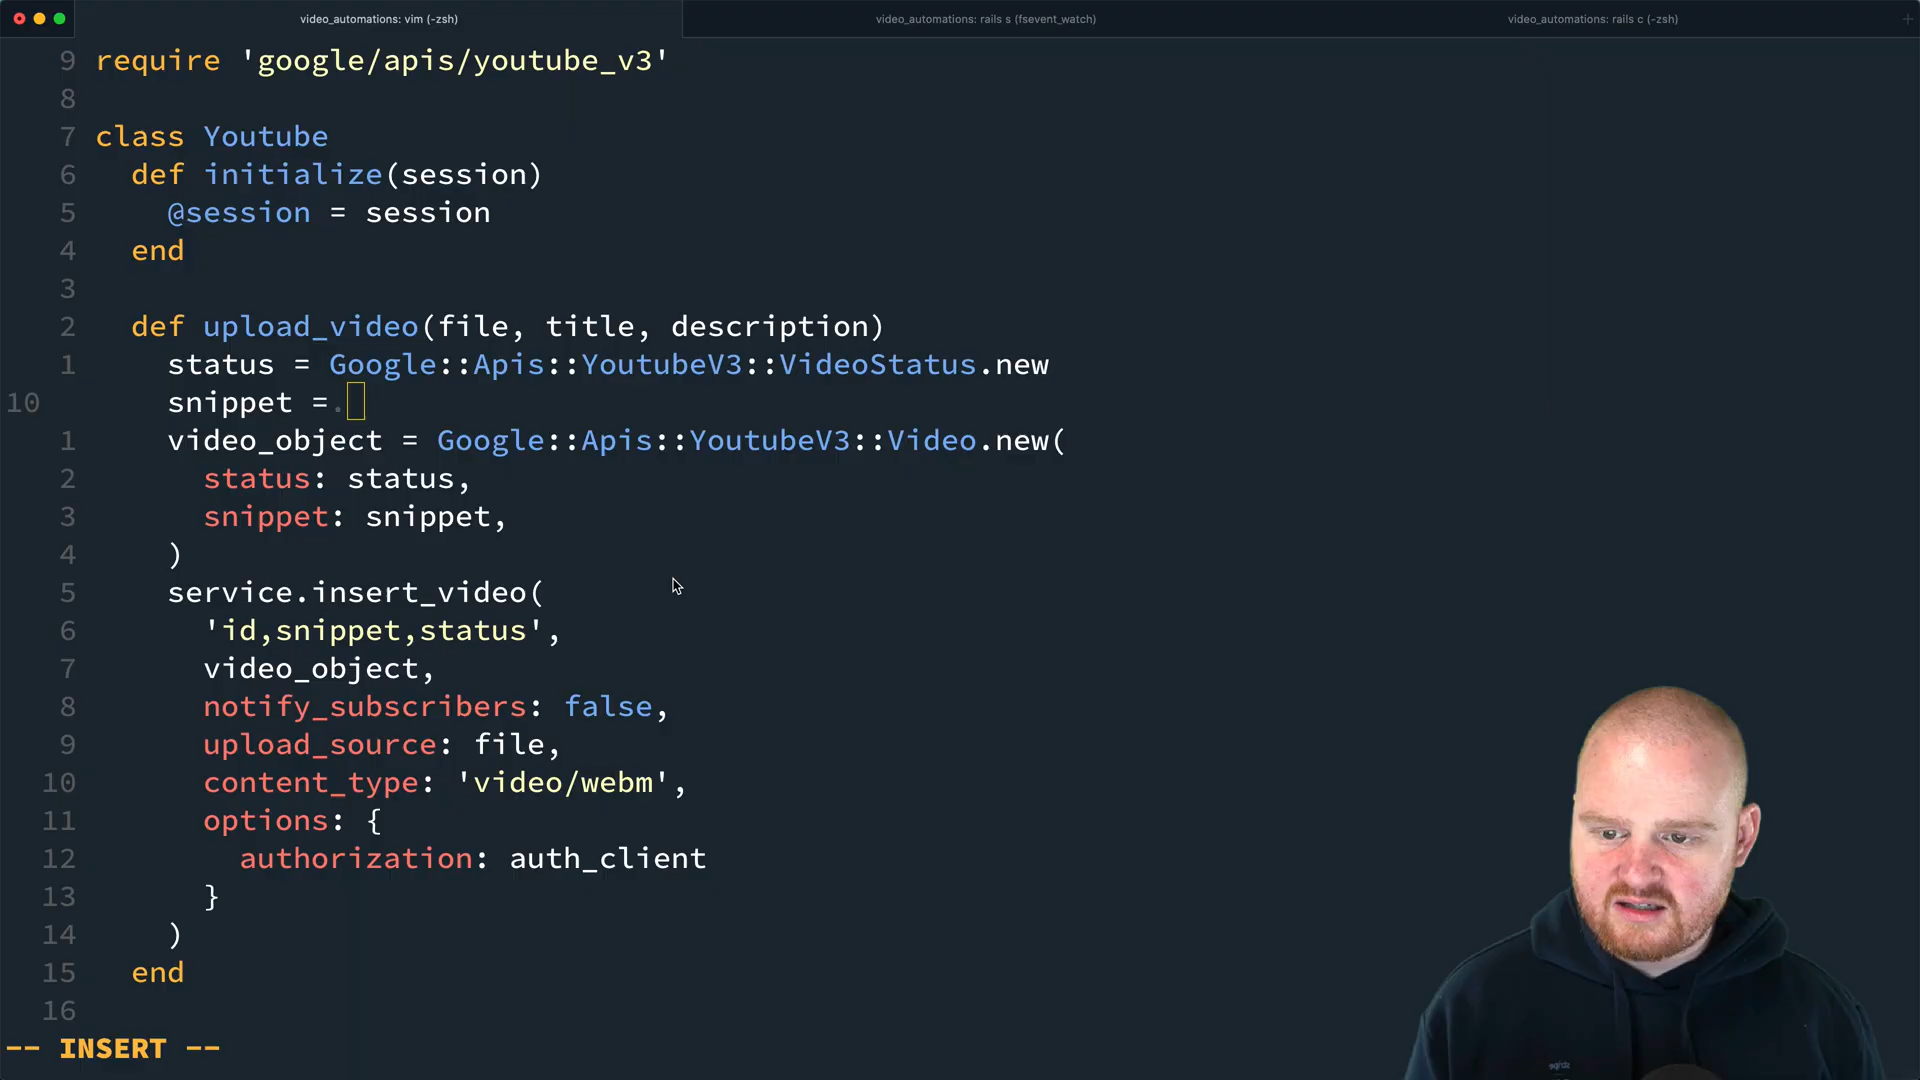 video_automations: vim (-zsh)
video_automations: rails s (fsevent_watch)
video_automations: rails c (-zsh)
+
9 require 'google/apis/youtube_v3'
8
7 class Youtube
6 def initialize(session)
5 @session = session
4 end
3
2 def upload_video(file, title, description)
1 status = Google::Apis::YoutubeV3::VideoStatus.new
10 snippet =.
1 video_object = Google::Apis::YoutubeV3::Video.new(
2 status: status,
3 snippet: snippet,
4 )
5 service.insert_video(
6 'id,snippet,status',
7 video_object,
8 notify_subscribers: false,
9 upload_source: file,
10 content_type: 'video/webm',
11 options: {
12 authorization: auth_client
13 }
14 )
15 end
16
-- INSERT --